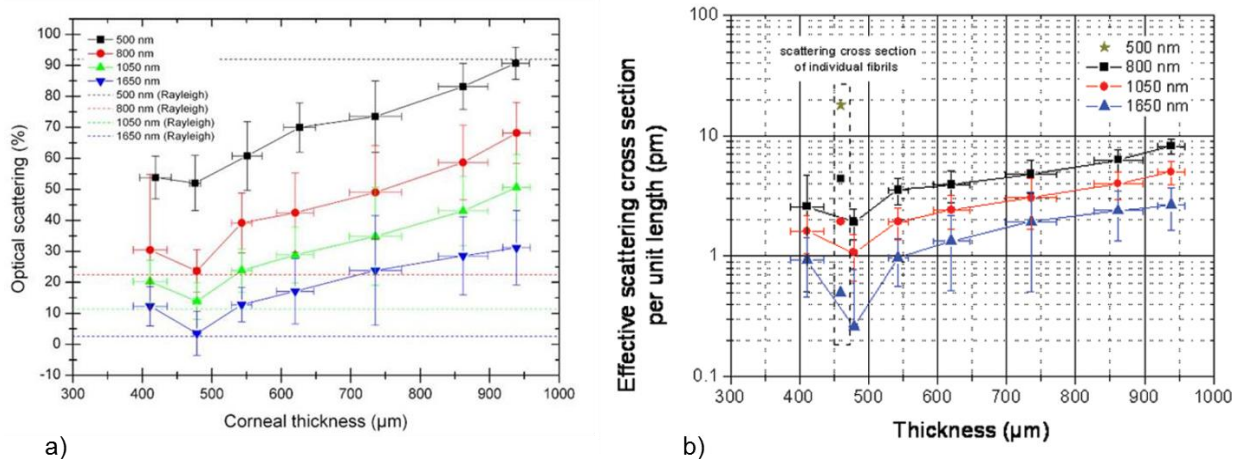 100
90
80
70
60
50
40
30
20
10
0
-10
Optical scattering (%)
500 nm
800 nm
1050 nm
1650 nm
500 nm (Rayleigh)
800 nm (Rayleigh)
1050 nm (Rayleigh)
1650 nm (Rayleigh)
300 400 500 600 700 800 900 1000
Corneal thickness (µm)
a)
Effective scattering cross section
per unit length (pm)
100
10
1
0.1
scattering cross section
of individual fibrils
500 nm
800 nm
1050 nm
1650 nm
300 400 500 600 700 800 900 1000
Thickness (µm)
b)